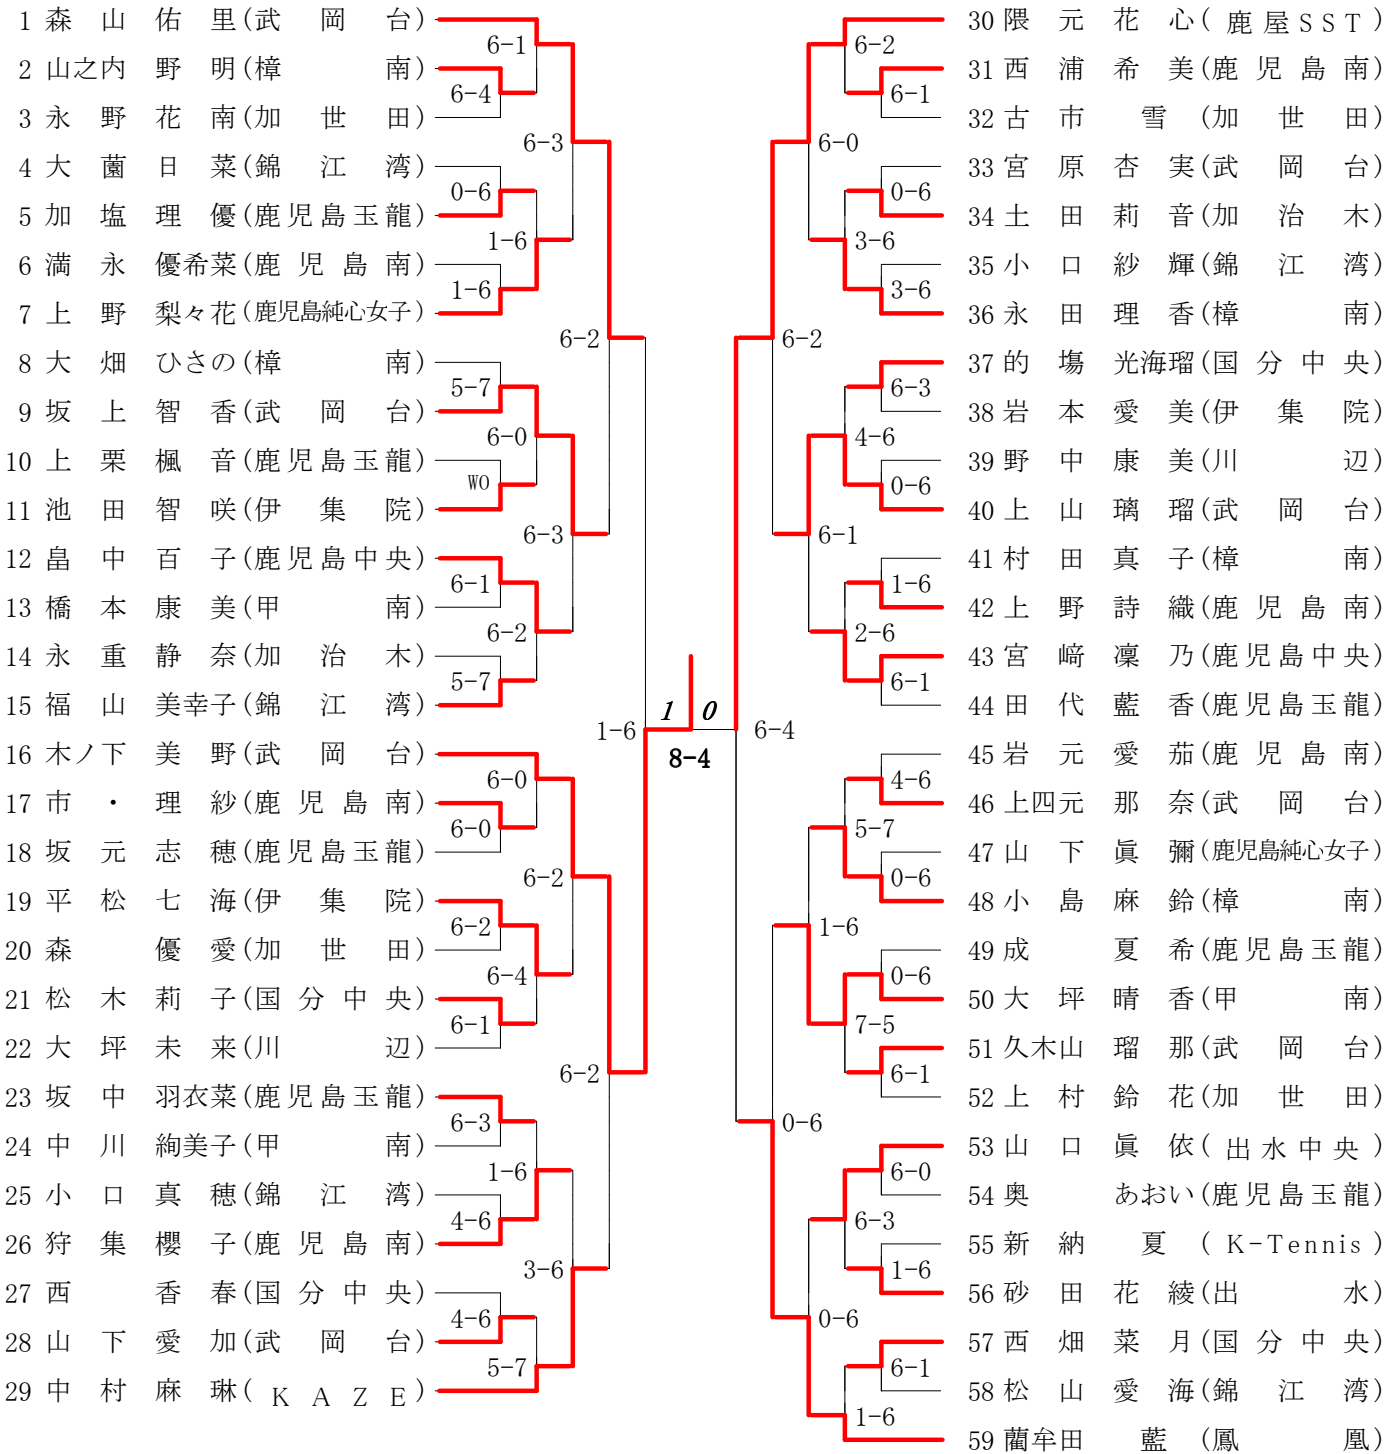 1 森 山 佑 里 (武 岡 台)
2 山之内 野 明 (樟 南)
3 永 野 花 南 (加 世 田)
4 大 薗 日 菜 (錦 江 湾)
5 加 塩 理 優 (鹿児島玉龍)
6 満 永 優希菜 (鹿 児 島 南)
7 上 野 梨々花 (鹿児島純心女子)
8 大 畑 ひさの (樟 南)
9 坂 上 智 香 (武 岡 台)
10 上 栗 楓 音 (鹿児島玉龍)
11 池 田 智 咲 (伊 集 院)
12 畠 中 百 子 (鹿児島中央)
13 橋 本 康 美 (甲 南)
14 永 重 静 奈 (加 治 木)
15 福 山 美幸子 (錦 江 湾)
16 木ノ下 美 野 (武 岡 台)
17 市 ・ 理 紗 (鹿 児 島 南)
18 坂 元 志 穂 (鹿児島玉龍)
19 平 松 七 海 (伊 集 院)
20 森 優 愛 (加 世 田)
21 松 木 莉 子 (国 分 中 央)
22 大 坪 未 来 (川 辺)
23 坂 中 羽衣菜 (鹿児島玉龍)
24 中 川 絢美子 (甲 南)
25 小 口 真 穂 (錦 江 湾)
26 狩 集 櫻 子 (鹿 児 島 南)
27 西 香 春 (国 分 中 央)
28 山 下 愛 加 (武 岡 台)
29 中 村 麻 琳 (KAZE)
6-1
6-4
6-3
0-6
1-6
1-6
6-2
5-7
6-0
WO
6-3
6-1
6-2
5-7
1-6
6-0
6-0
6-2
6-2
6-4
6-1
6-2
6-3
1-6
4-6
3-6
4-6
5-7
1 0
8-4
6-2
6-1
6-0
0-6
3-6
3-6
6-2
6-3
4-6
0-6
6-1
1-6
2-6
6-1
6-4
4-6
5-7
0-6
1-6
0-6
7-5
6-1
0-6
6-0
6-3
1-6
0-6
6-1
1-6
30 隈 元 花 心 (鹿屋SST)
31 西 浦 希 美 (鹿 児 島 南)
32 古 市 雪 (加 世 田)
33 宮 原 杏 実 (武 岡 台)
34 土 田 莉 音 (加 治 木)
35 小 口 紗 輝 (錦 江 湾)
36 永 田 理 香 (樟 南)
37 的 場 光海瑠 (国 分 中 央)
38 岩 本 愛 美 (伊 集 院)
39 野 中 康 美 (川 辺)
40 上 山 璃 瑠 (武 岡 台)
41 村 田 真 子 (樟 南)
42 上 野 詩 織 (鹿 児 島 南)
43 宮 﨑 凜 乃 (鹿児島中央)
44 田 代 藍 香 (鹿児島玉龍)
45 岩 元 愛 茄 (鹿 児 島 南)
46 上四元 那 奈 (武 岡 台)
47 山 下 眞 彌 (鹿児島純心女子)
48 小 島 麻 鈴 (樟 南)
49 成 夏 希 (鹿児島玉龍)
50 大 坪 晴 香 (甲 南)
51 久木山 瑠 那 (武 岡 台)
52 上 村 鈴 花 (加 世 田)
53 山 口 眞 依 (出水中央)
54 奥 あおい (鹿児島玉龍)
55 新 納 夏 (K-Tennis)
56 砂 田 花 綾 (出 水)
57 西 畑 菜 月 (国 分 中 央)
58 松 山 愛 海 (錦 江 湾)
59 藺牟田 藍 (鳳 凰)